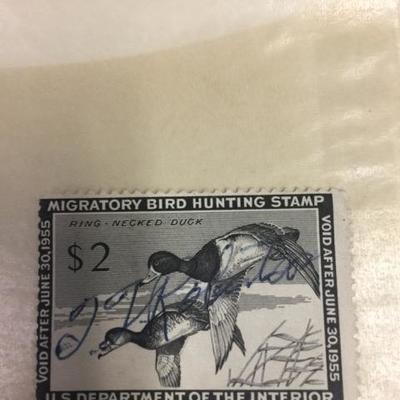 MIGRATORY BIRD HUNTING STAMP
RING-NECKED DUCK
$2
VOID AFTER JUNE 30, 1955
VOID AFTER JUNE 30, 1955
U.S. DEPARTMENT OF THE INTERIOR